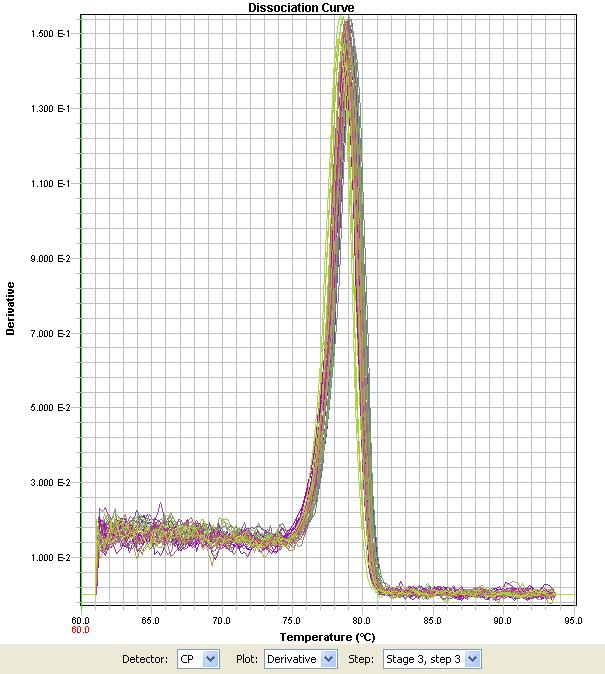 Dissociation Curve
1.500 E-1
1.300 E-1
1.100 E-1
9.000 E-2
7.000 E-2
5.000 E-2
3.000 E-2
1.000 E-2
Derivative
60.0 65.0 70.0 75.0 80.0 85.0 90.0 95.0
60.0
Temperature (ºC)
Detector: CP Plot: Derivative Step: Stage 3, step 3